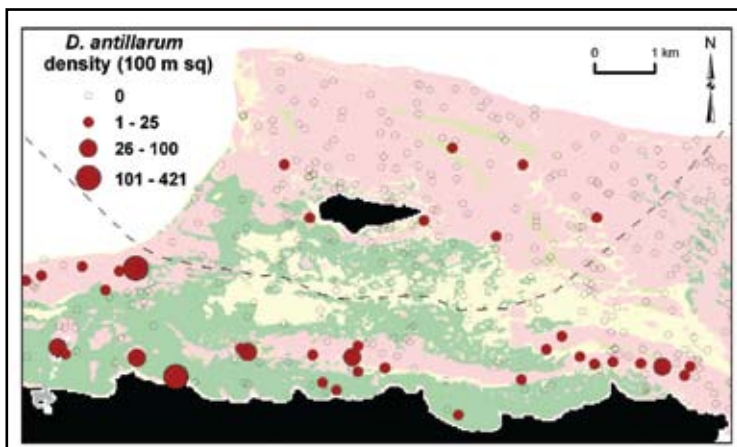 D. antillarum
density (100 m sq)
0
1 - 25
26 - 100
101 - 421
0 1 km
N